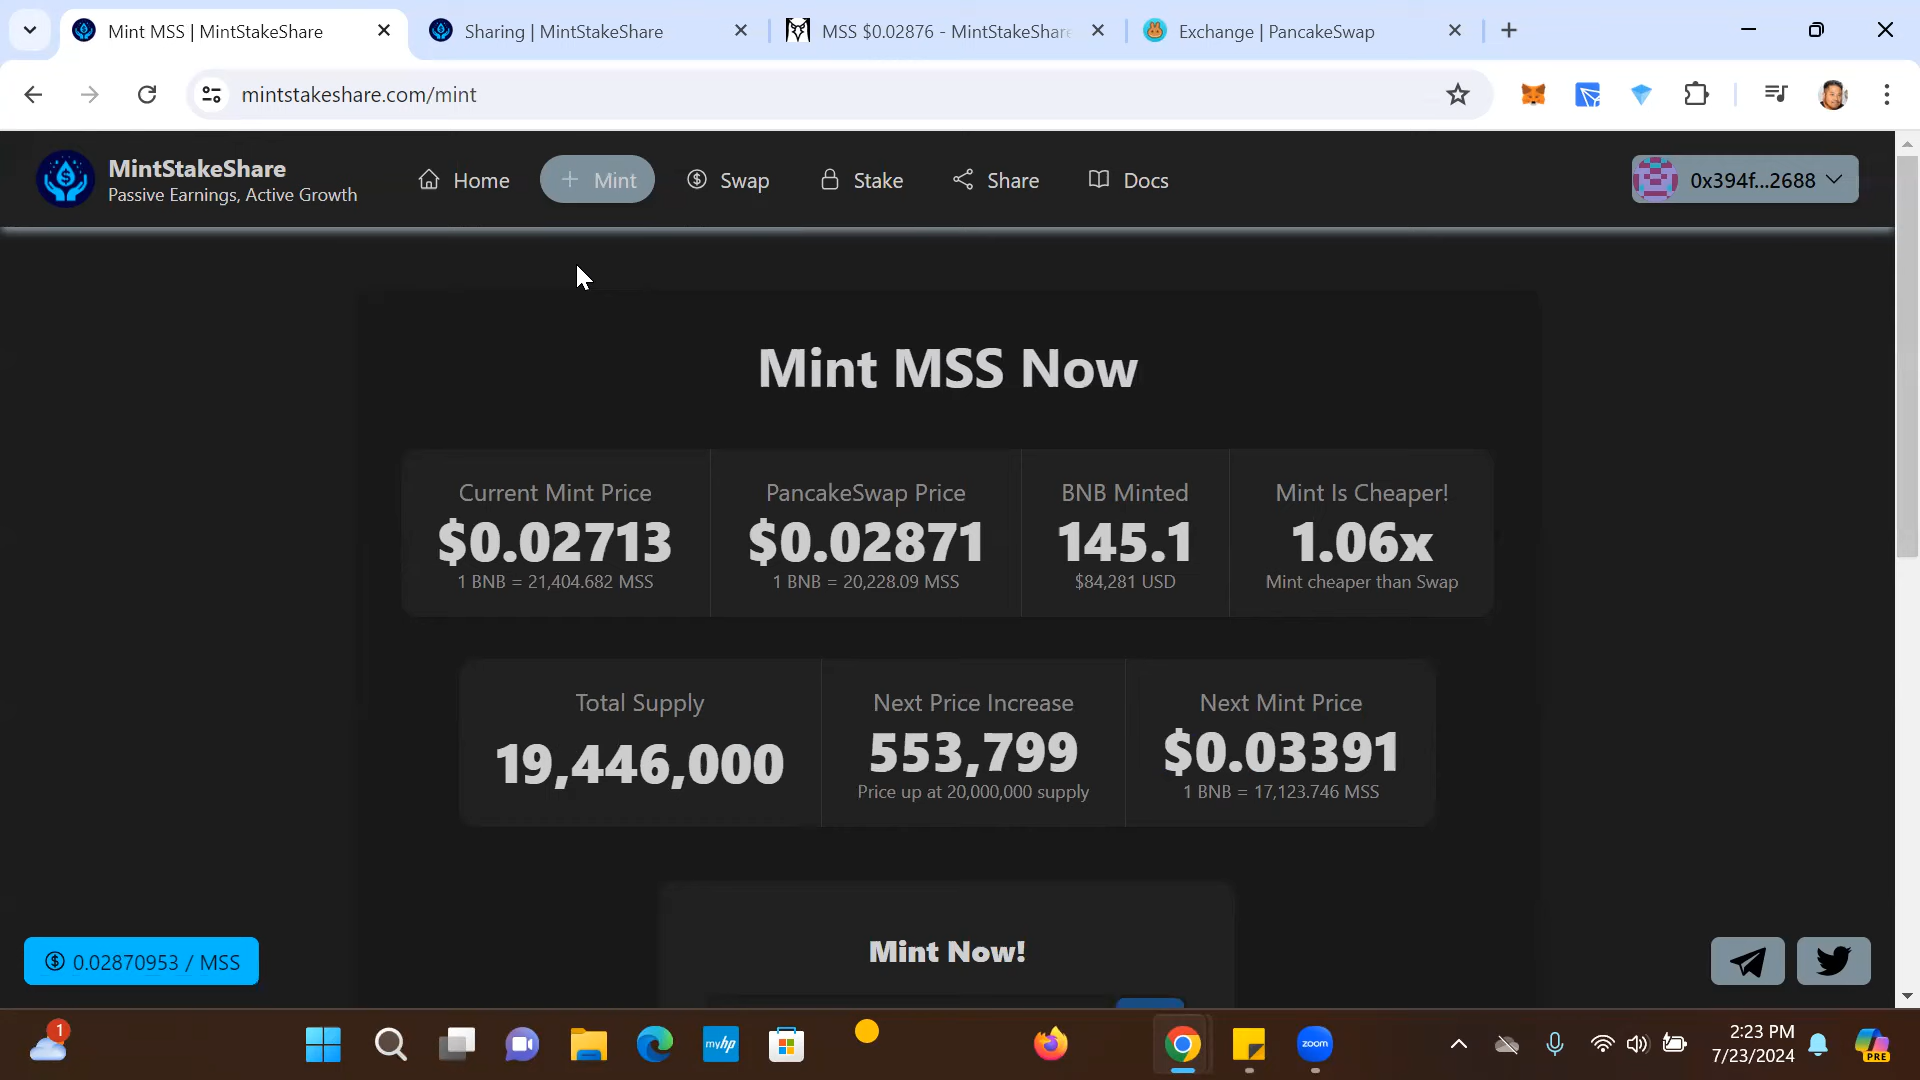 Mint MSS | MintStakeShare
Sharing | MintStakeShare
MSS $0.02876 - MintStakeShare
Exchange | PancakeSwap
mintstakeshare.com/mint
MintStakeShare
Passive Earnings, Active Growth
Home
Mint
Swap
Stake
Share
Docs
0x394f...2688
Mint MSS Now
Current Mint Price
$0.02713
1 BNB = 21,404.682 MSS
PancakeSwap Price
$0.02871
1 BNB = 20,228.09 MSS
BNB Minted
145.1
$84,281 USD
Mint Is Cheaper!
1.06x
Mint cheaper than Swap
Total Supply
19,446,000
Next Price Increase
553,799
Price up at 20,000,000 supply
Next Mint Price
$0.03391
1 BNB = 17,123.746 MSS
Mint Now!
0.02870953 / MSS
1
myhp
zoom
2:23 PM
7/23/2024
PRE